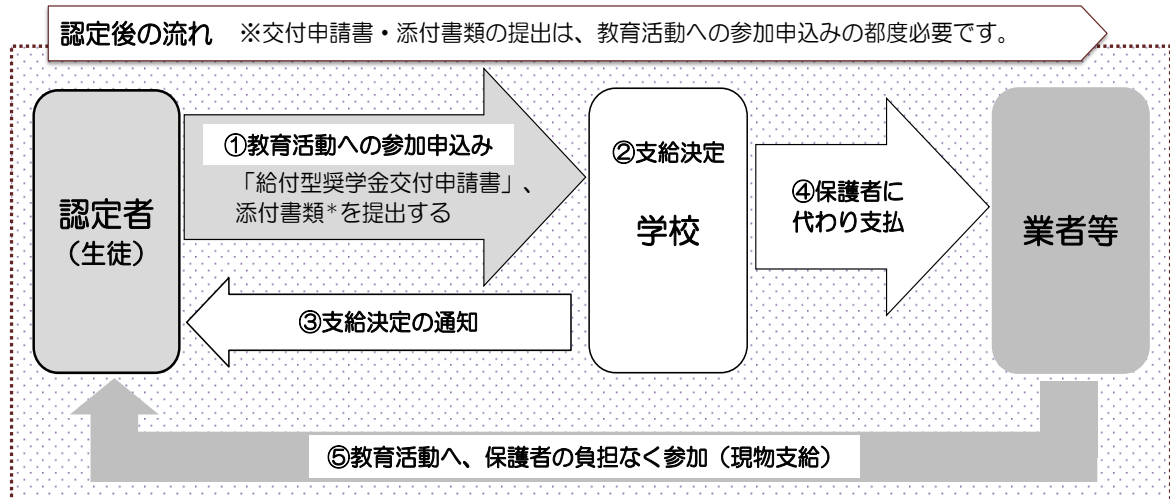 認定後の流れ ※交付申請書・添付書類の提出は、教育活動への参加申込みの都度必要です。
認定者
（生徒）
①教育活動への参加申込み
「給付型奨学金交付申請書」、
添付書類*を提出する
③支給決定の通知
②支給決定
学校
④保護者に
代わり支払
業者等
⑤教育活動へ、保護者の負担なく参加（現物支給）